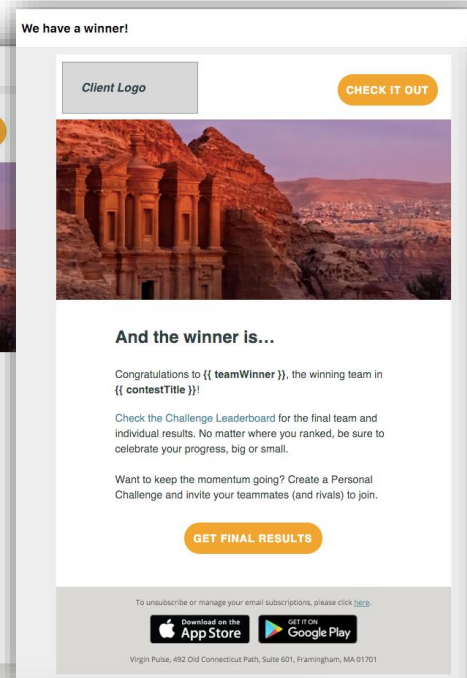 We have a winner!
Client Logo
CHECK IT OUT
And the winner is...
Congratulations to {{ teamWinner }}, the winning team in
{{ contestTitle }}!
Check the Challenge Leaderboard for the final team and
individual results. No matter where you ranked, be sure to
celebrate your progress, big or small.
Want to keep the momentum going? Create a Personal
Challenge and invite your teammates (and rivals) to join.
GET FINAL RESULTS
To unsubscribe or manage your email subscriptions, please click here.
Download on the
App Store
GET IT ON
Google Play
Virgin Pulse, 492 Old Connecticut Path, Suite 601, Framingham, MA 01701